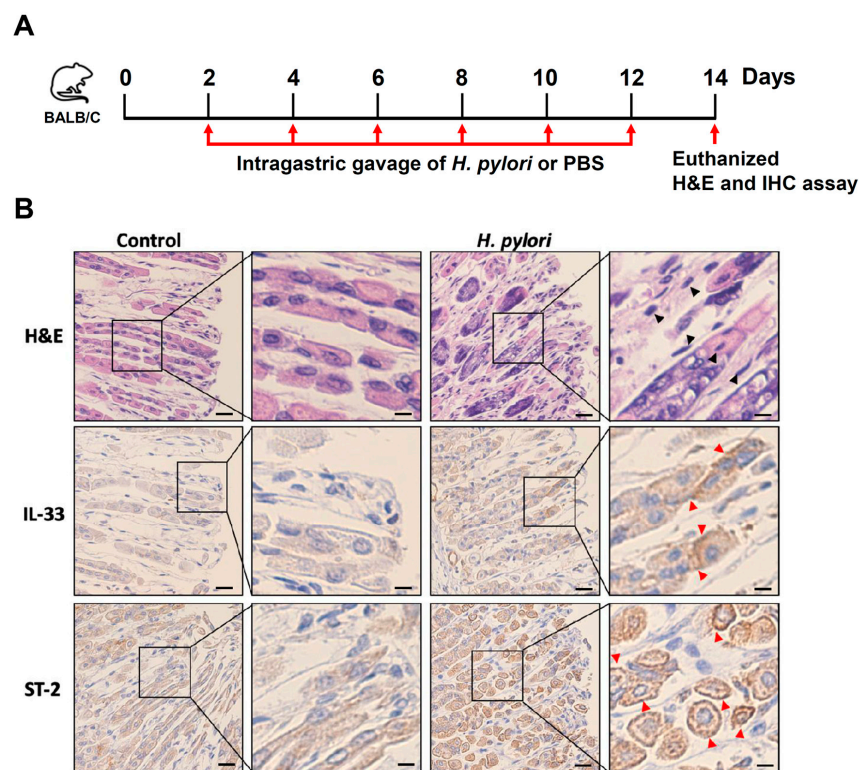 A
0 2 4 6 8 10 12 14 Days
BALB/C
Intragastric gavage of H. pylori or PBS
Euthanized
H&E and IHC assay
B
Control H. pylori
H&E
IL-33
ST-2